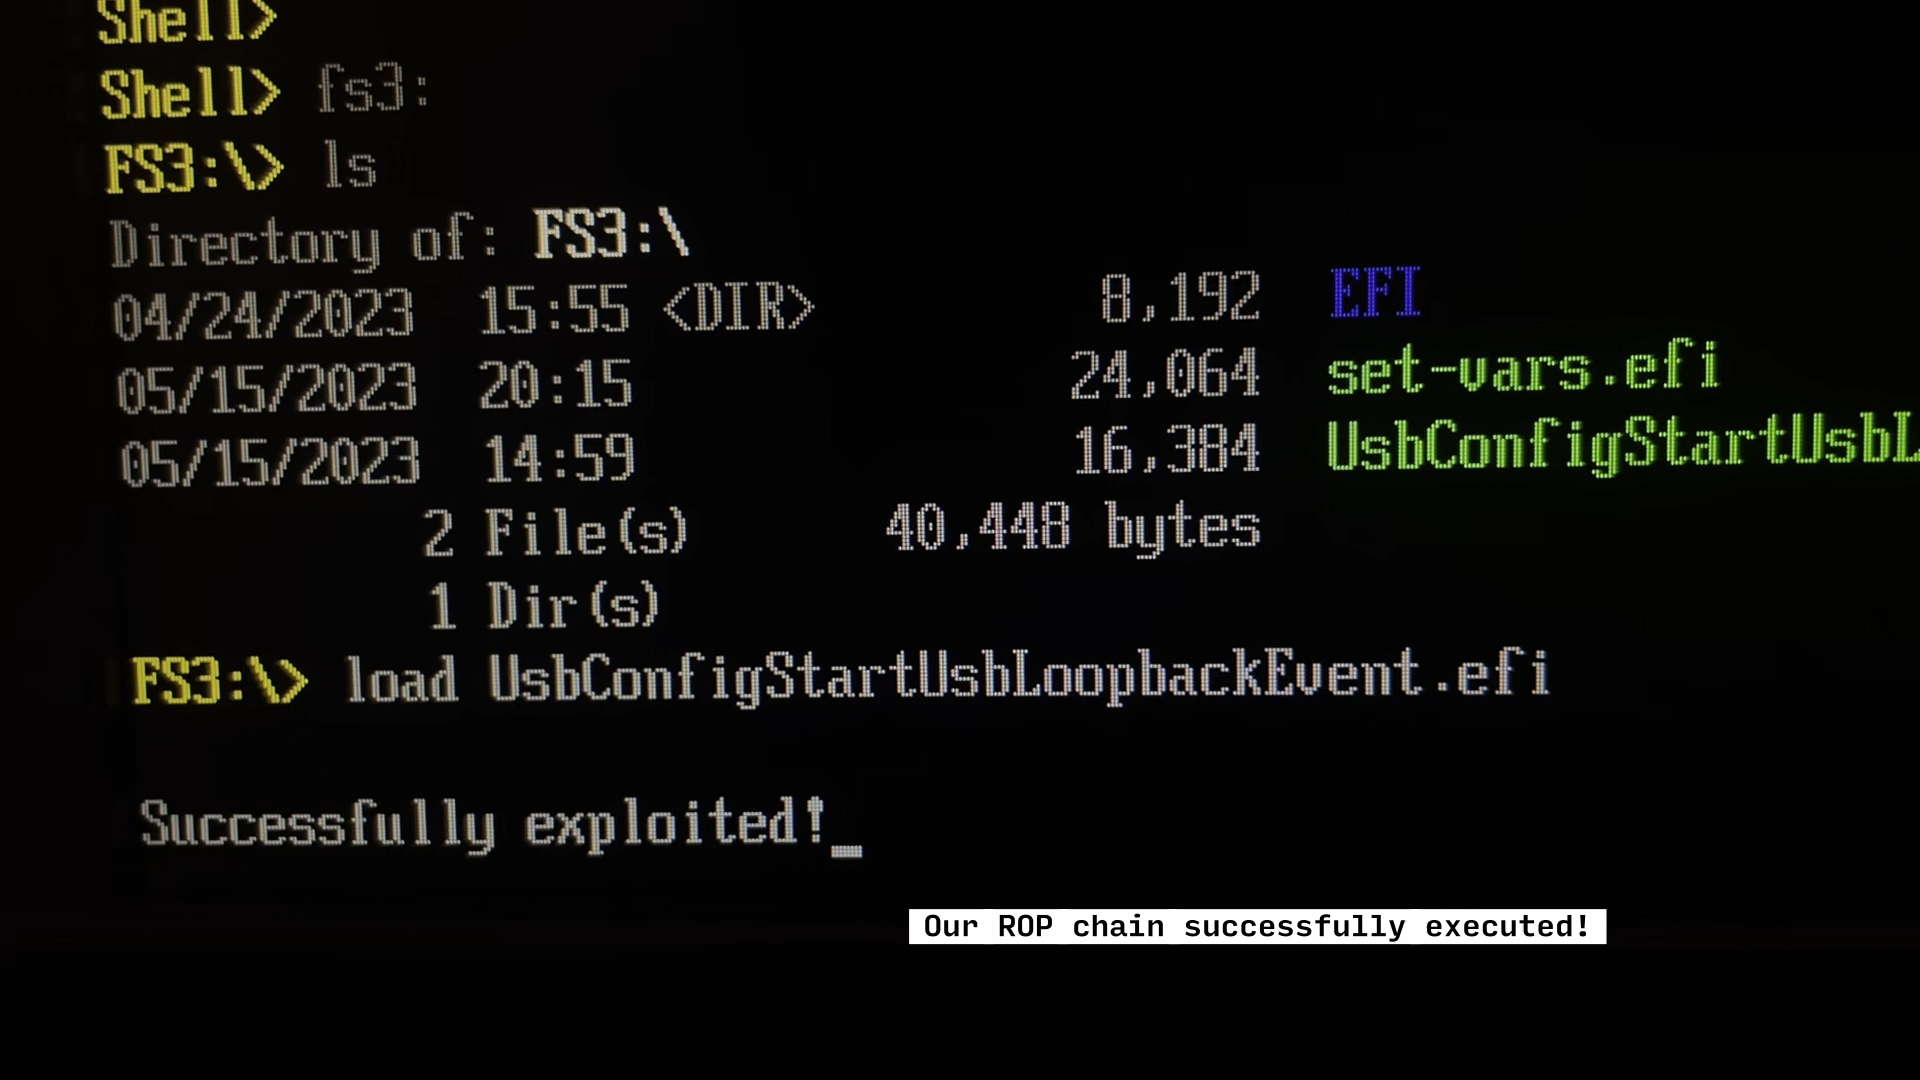 Shell>
Shell> fs3:
FS3:\> ls
Directory of: FS3:\
04/24/2023 15:55 <DIR> 8,192 EFI
05/15/2023 20:15 24,064 set-vars.efi
05/15/2023 14:59 16,384 UsbConfigStartUsbL
2 File(s) 40,448 bytes
1 Dir(s)
FS3:\> load UsbConfigStartUsbLoopbackEvent.efi
Successfully exploited!_
Our ROP chain successfully executed!